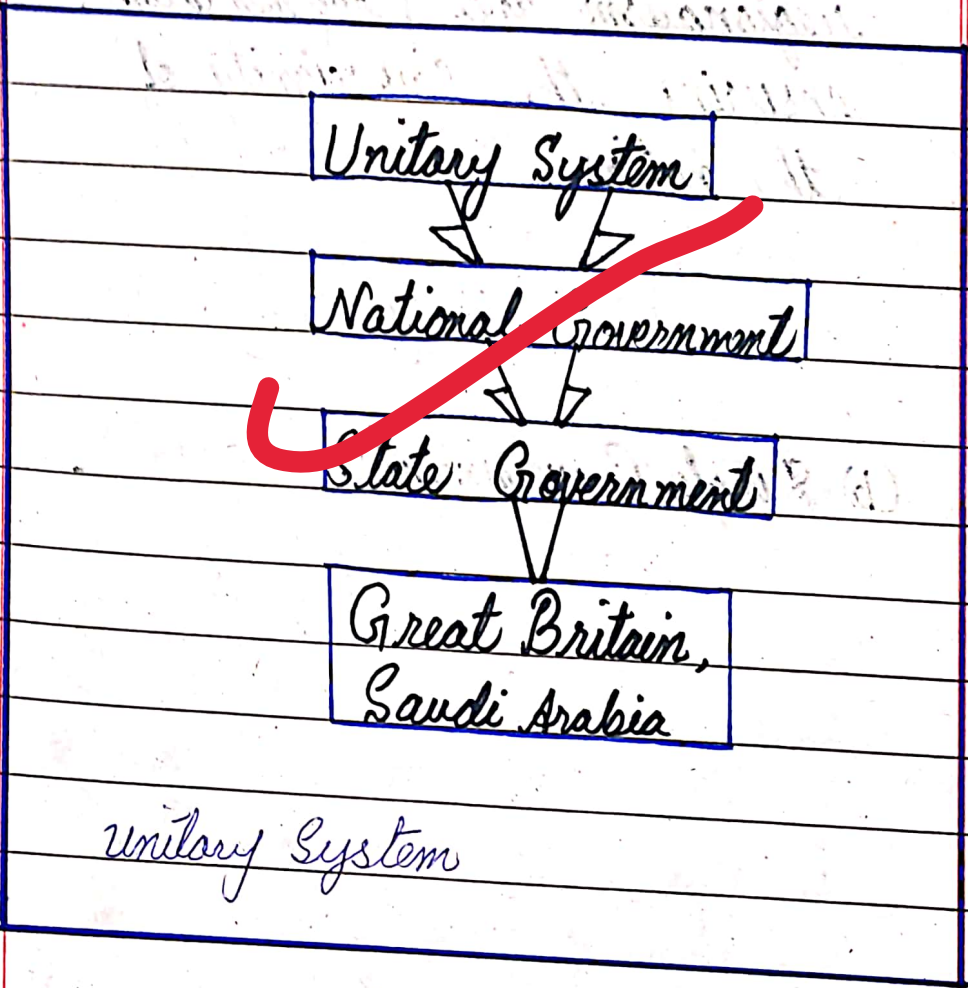 Unitary System
National Government
State Government
Great Britain,
Saudi Arabia
Unitary System